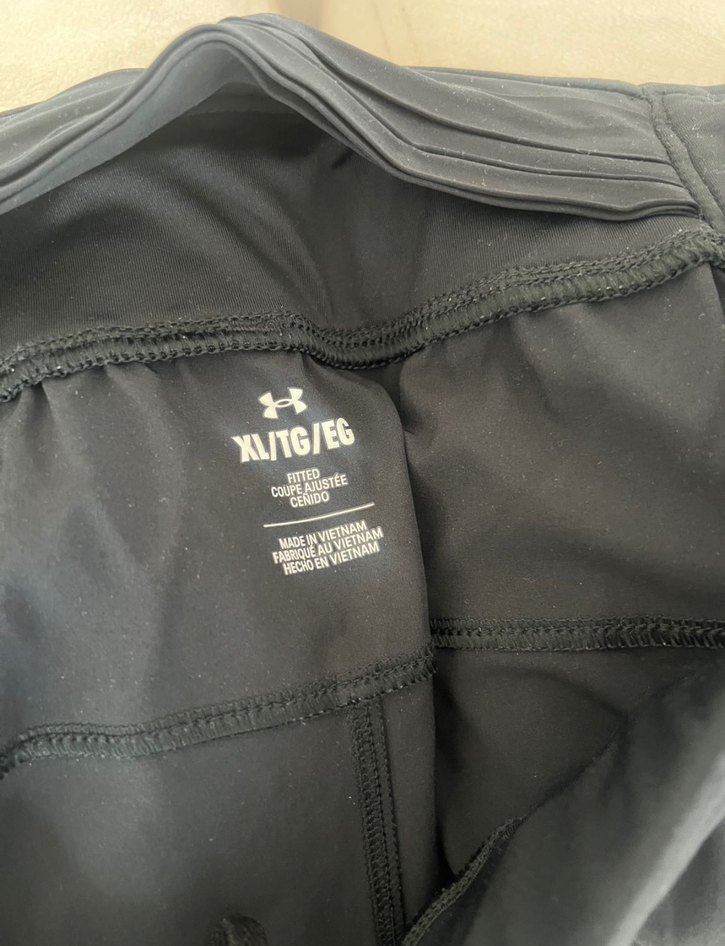 XL/TG/EG
FITTED
COUPE AJUSTÉE
CEÑIDO
MADE IN VIETNAM
FABRIQUÉ AU VIETNAM
HECHO EN VIETNAM